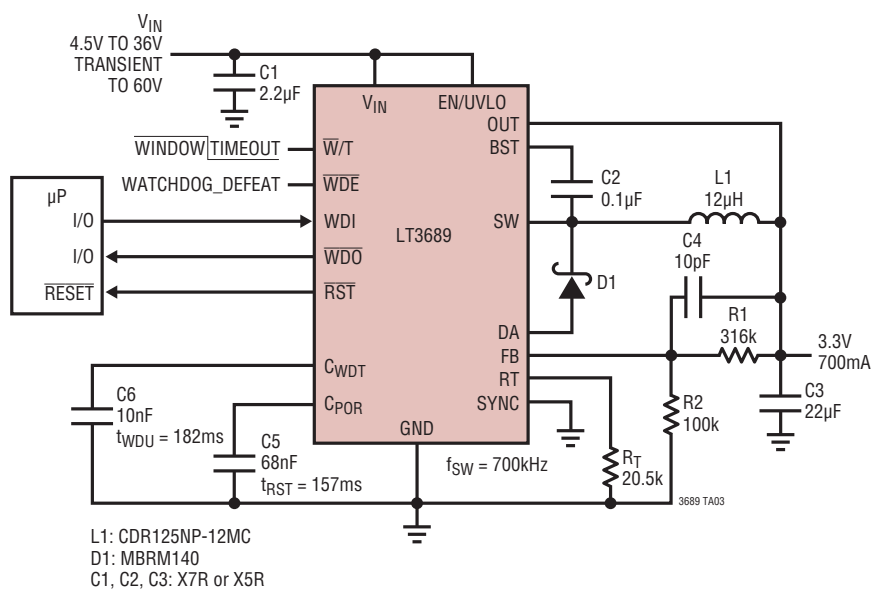 VIN
4.5V TO 36V
TRANSIENT
TO 60V
C1
2.2µF
VIN
EN/UVLO
OUT
BST
WINDOW TIMEOUT
W/T
WATCHDOG_DEFEAT
WDE
µP
I/O
WDI
I/O
WDO
RESET
RST
LT3689
SW
C2
0.1µF
L1
12µH
C4
10pF
D1
DA
FB
RT
SYNC
R1
316k
3.3V
700mA
C3
22µF
R2
100k
CWDT
C6
10nF
tWDU = 182ms
CPOR
C5
68nF
tRST = 157ms
GND
fSW = 700kHz
RT
20.5k
3689 TA03
L1: CDR125NP-12MC
D1: MBRM140
C1, C2, C3: X7R or X5R